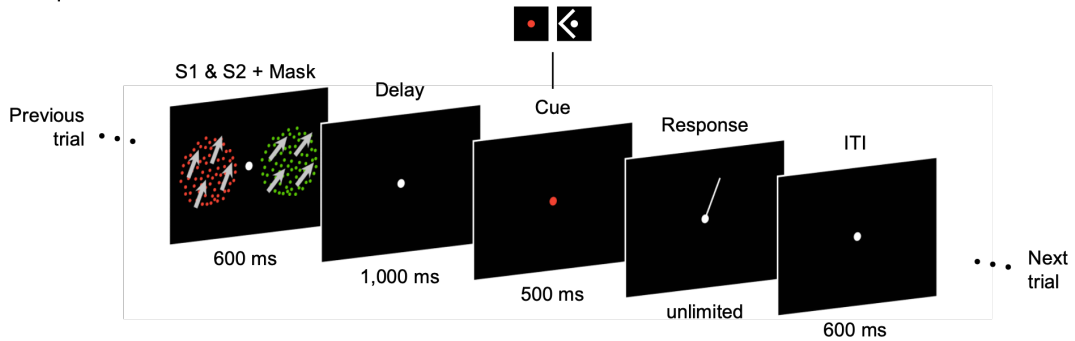 S1 & S2 + Mask
Delay
Cue
Response
ITI
Previous
trial
600 ms
1,000 ms
500 ms
unlimited
600 ms
Next
trial